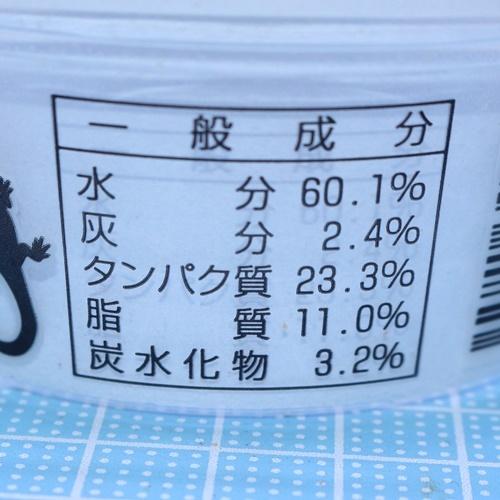 一般成分
水分 60.1%
灰分 2.4%
タンパク質 23.3%
脂質 11.0%
炭水化物 3.2%